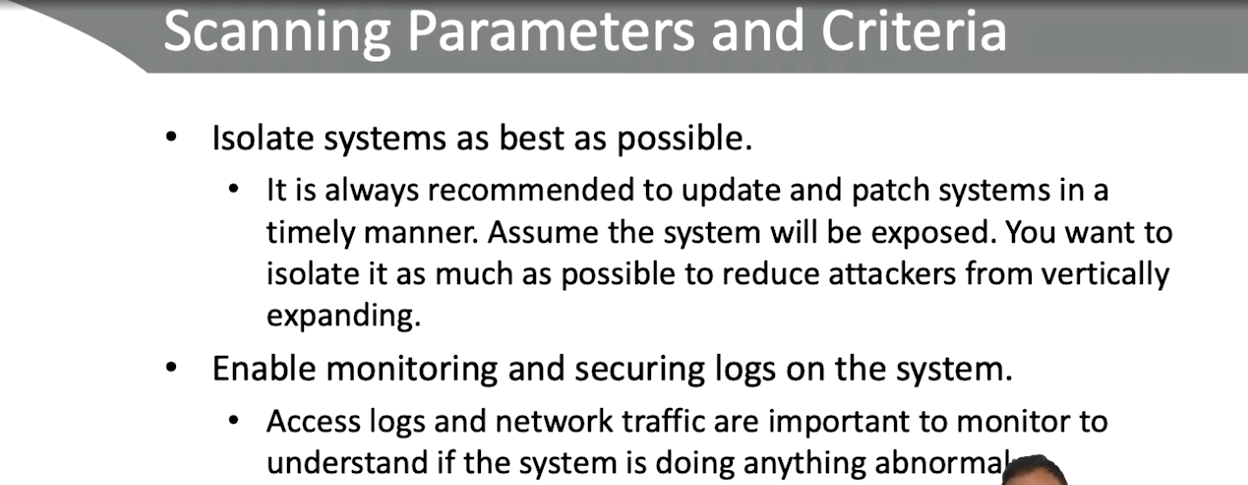 Scanning Parameters and Criteria
• Isolate systems as best as possible.
• It is always recommended to update and patch systems in a
timely manner. Assume the system will be exposed. You want to
isolate it as much as possible to reduce attackers from vertically
expanding.
• Enable monitoring and securing logs on the system.
• Access logs and network traffic are important to monitor to
understand if the system is doing anything abnormal